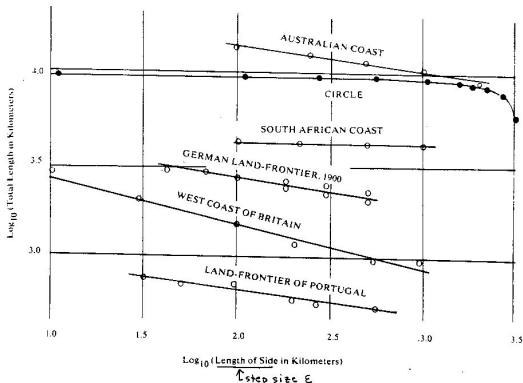 AUSTRALIAN COAST
4.0
CIRCLE
SOUTH AFRICAN COAST
3.5
GERMAN LAND-FRONTIER, 1900
WEST COAST OF BRITAIN
3.0
LAND-FRONTIER OF PORTUGAL
Log10 (Total Length in Kilometers)
1.0 1.5 2.0 2.5 3.0 3.5
Log10 (Length of Side in Kilometers)
↑step size ε